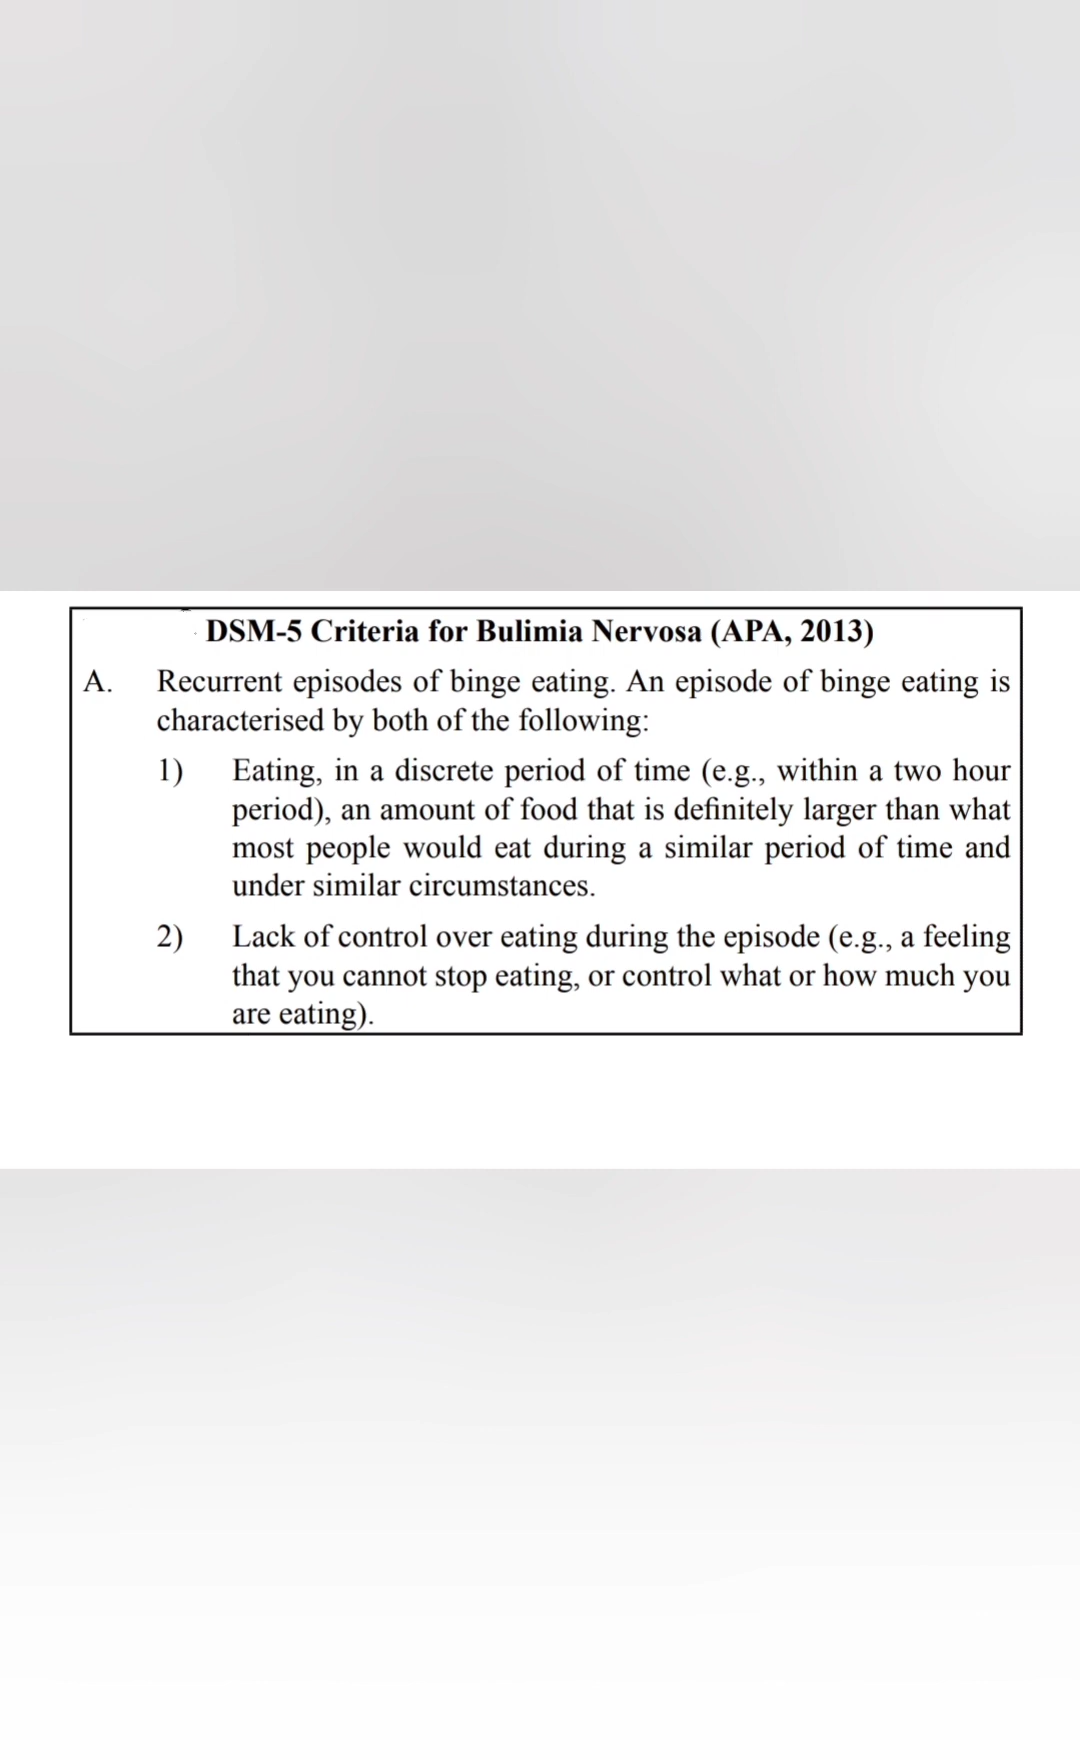 DSM-5 Criteria for Bulimia Nervosa (APA, 2013)
A. Recurrent episodes of binge eating. An episode of binge eating is
characterised by both of the following:
1) Eating, in a discrete period of time (e.g., within a two hour
period), an amount of food that is definitely larger than what
most people would eat during a similar period of time and
under similar circumstances.
2) Lack of control over eating during the episode (e.g., a feeling
that you cannot stop eating, or control what or how much you
are eating).